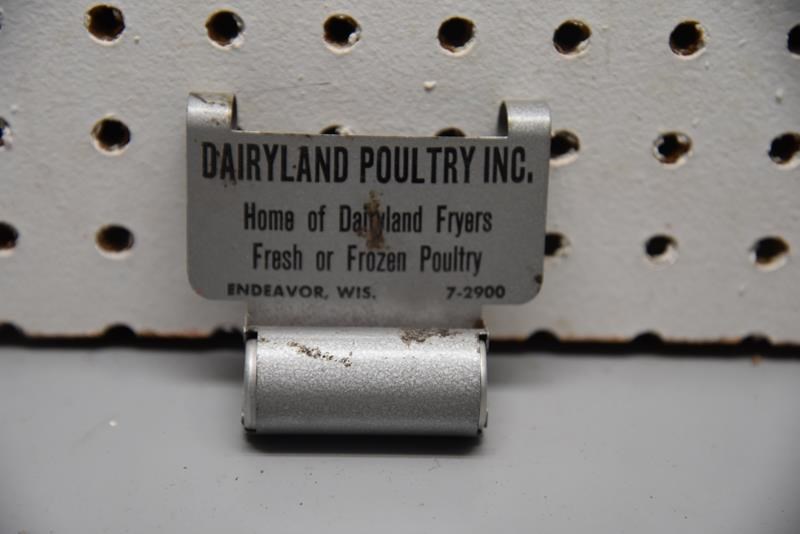 DAIRYLAND POULTRY INC.
Home of Dairyland Fryers
Fresh or Frozen Poultry
ENDEAVOR, WIS. 7-2900